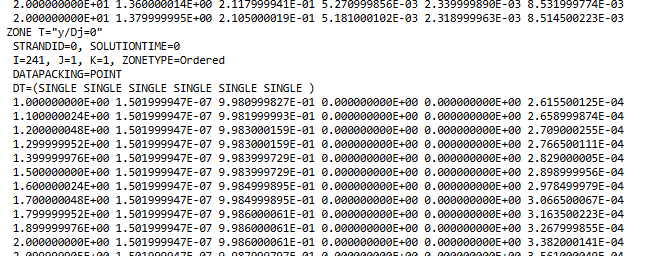 2.000000000E+01 1.360000014E+00 2.117999941E-01 5.270999856E-03 2.339999890E-03 8.531999774E-03
2.000000000E+01 1.379999995E+00 2.105000019E-01 5.181000102E-03 2.318999963E-03 8.514500223E-03
ZONE T="y/Dj=0"
STRANDID=0, SOLUTIONTIME=0
I=241, J=1, K=1, ZONETYPE=Ordered
DATAPACKING=POINT
DT=(SINGLE SINGLE SINGLE SINGLE SINGLE SINGLE )
1.000000000E+00 1.501999947E-07 9.980999827E-01 0.000000000E+00 0.000000000E+00 2.615500125E-04
1.100000024E+00 1.501999947E-07 9.981999993E-01 0.000000000E+00 0.000000000E+00 2.658999874E-04
1.200000048E+00 1.501999947E-07 9.983000159E-01 0.000000000E+00 0.000000000E+00 2.709000255E-04
1.299999952E+00 1.501999947E-07 9.983000159E-01 0.000000000E+00 0.000000000E+00 2.766500111E-04
1.399999976E+00 1.501999947E-07 9.983999729E-01 0.000000000E+00 0.000000000E+00 2.829000005E-04
1.500000000E+00 1.501999947E-07 9.983999729E-01 0.000000000E+00 0.000000000E+00 2.898999956E-04
1.600000024E+00 1.501999947E-07 9.984999895E-01 0.000000000E+00 0.000000000E+00 2.978499979E-04
1.700000048E+00 1.501999947E-07 9.984999895E-01 0.000000000E+00 0.000000000E+00 3.066500067E-04
1.799999952E+00 1.501999947E-07 9.986000061E-01 0.000000000E+00 0.000000000E+00 3.163500223E-04
1.899999976E+00 1.501999947E-07 9.986000061E-01 0.000000000E+00 0.000000000E+00 3.267999855E-04
2.000000000E+00 1.501999947E-07 9.986000061E-01 0.000000000E+00 0.000000000E+00 3.382000141E-04